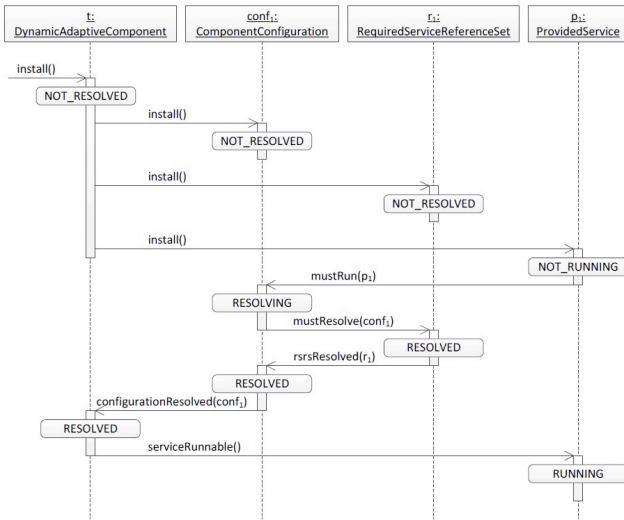 t:
DynamicAdaptiveComponent
conf₁:
ComponentConfiguration
r₁:
RequiredServiceReferenceSet
p₁:
ProvidedService
install()
NOT_RESOLVED
install()
NOT_RESOLVED
install()
NOT_RESOLVED
install()
NOT_RUNNING
mustRun(p₁)
RESOLVING
mustResolve(conf₁)
RESOLVED
rsrsResolved(r₁)
RESOLVED
configurationResolved(conf₁)
RESOLVED
serviceRunnable()
RUNNING